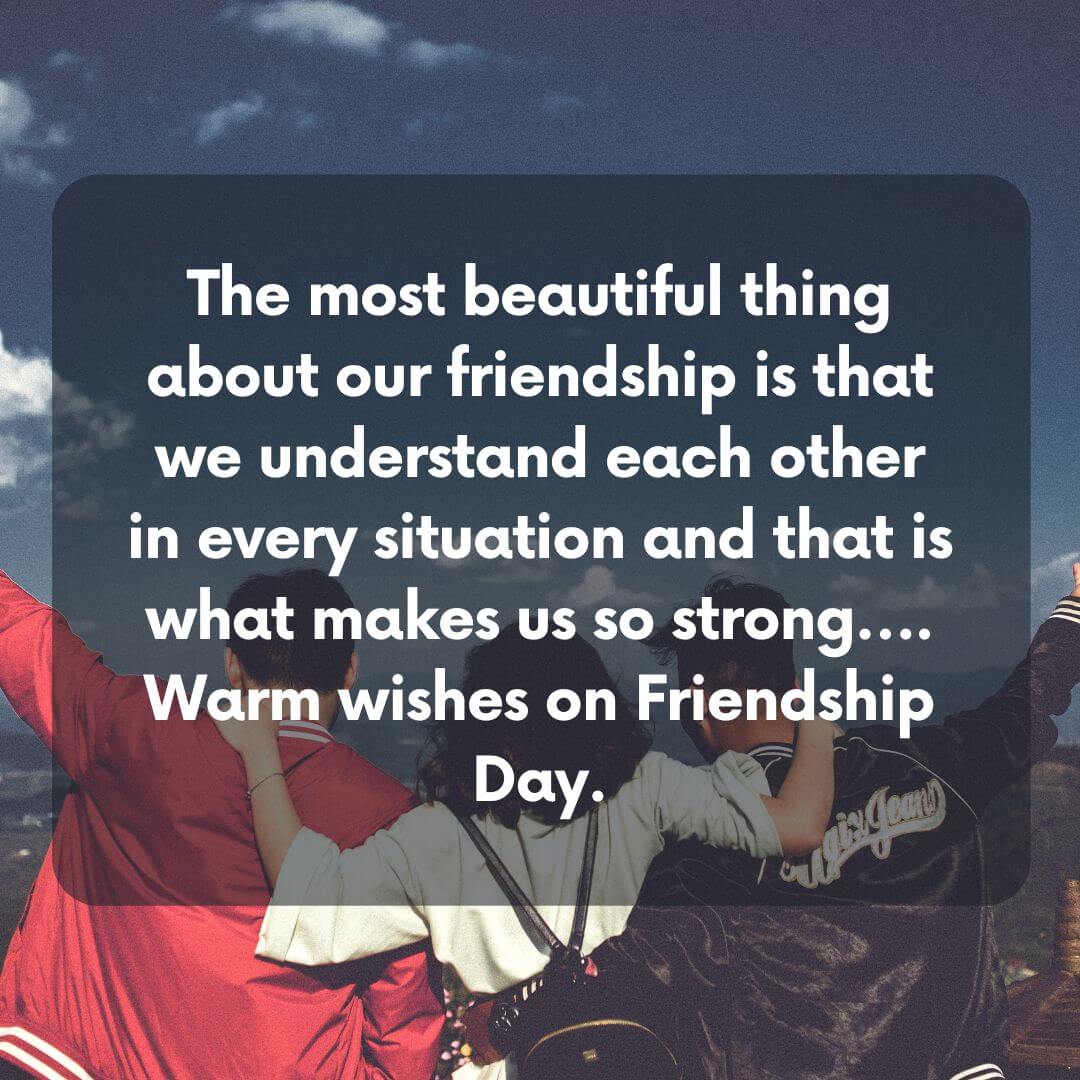 The most beautiful thing
about our friendship is that
we understand each other
in every situation and that is
what makes us so strong....
Warm wishes on Friendship
Day.